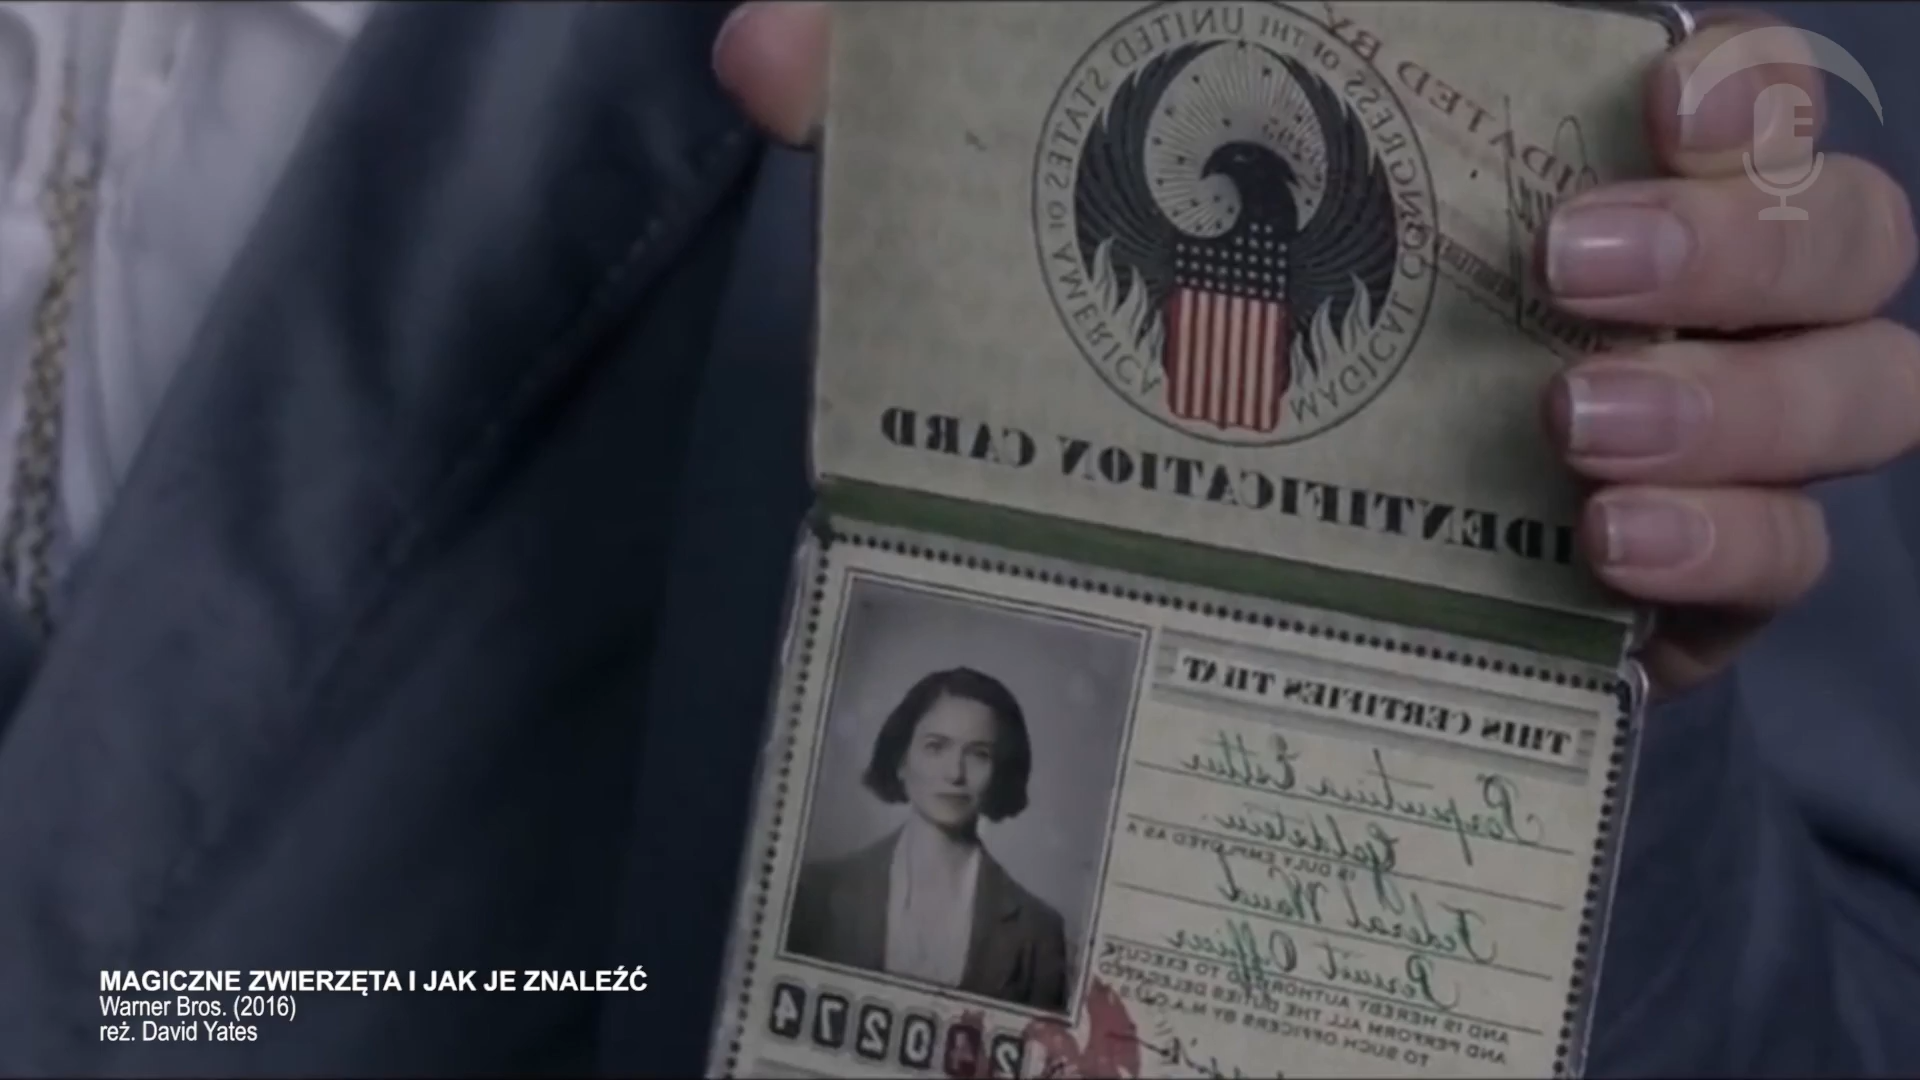 MAGICAL CONGRESS OF THE UNITED STATES OF AMERICA
IDENTIFICATION CARD
THIS CERTIFIES THAT
Porpentina Esther
Goldstein
IS DULY EMPLOYED AS A
Federal Wand
Permit Officer
AND IS HEREBY AUTHORIZED TO EXECUTE
AND PERFORM ALL THE DUTIES DELEGATED
TO SUCH OFFICERS BY M.A.C.U.S.A.
240274
MAGICZNE ZWIERZĘTA I JAK JE ZNALEŹĆ
Warner Bros. (2016)
reż. David Yates